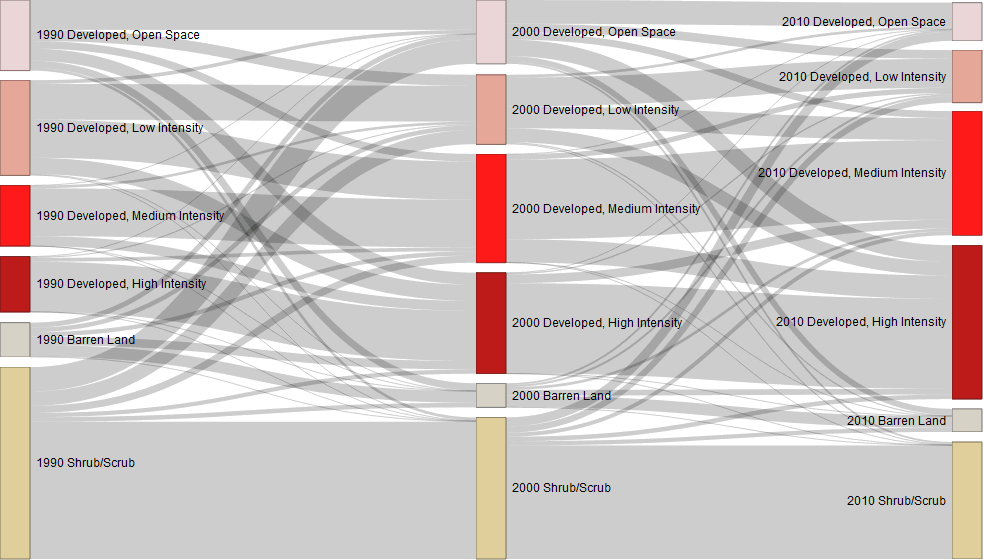 1990 Developed, Open Space
1990 Developed, Low Intensity
1990 Developed, Medium Intensity
1990 Developed, High Intensity
1990 Barren Land
1990 Shrub/Scrub
2000 Developed, Open Space
2000 Developed, Low Intensity
2000 Developed, Medium Intensity
2000 Developed, High Intensity
2000 Barren Land
2000 Shrub/Scrub
2010 Developed, Open Space
2010 Developed, Low Intensity
2010 Developed, Medium Intensity
2010 Developed, High Intensity
2010 Barren Land
2010 Shrub/Scrub